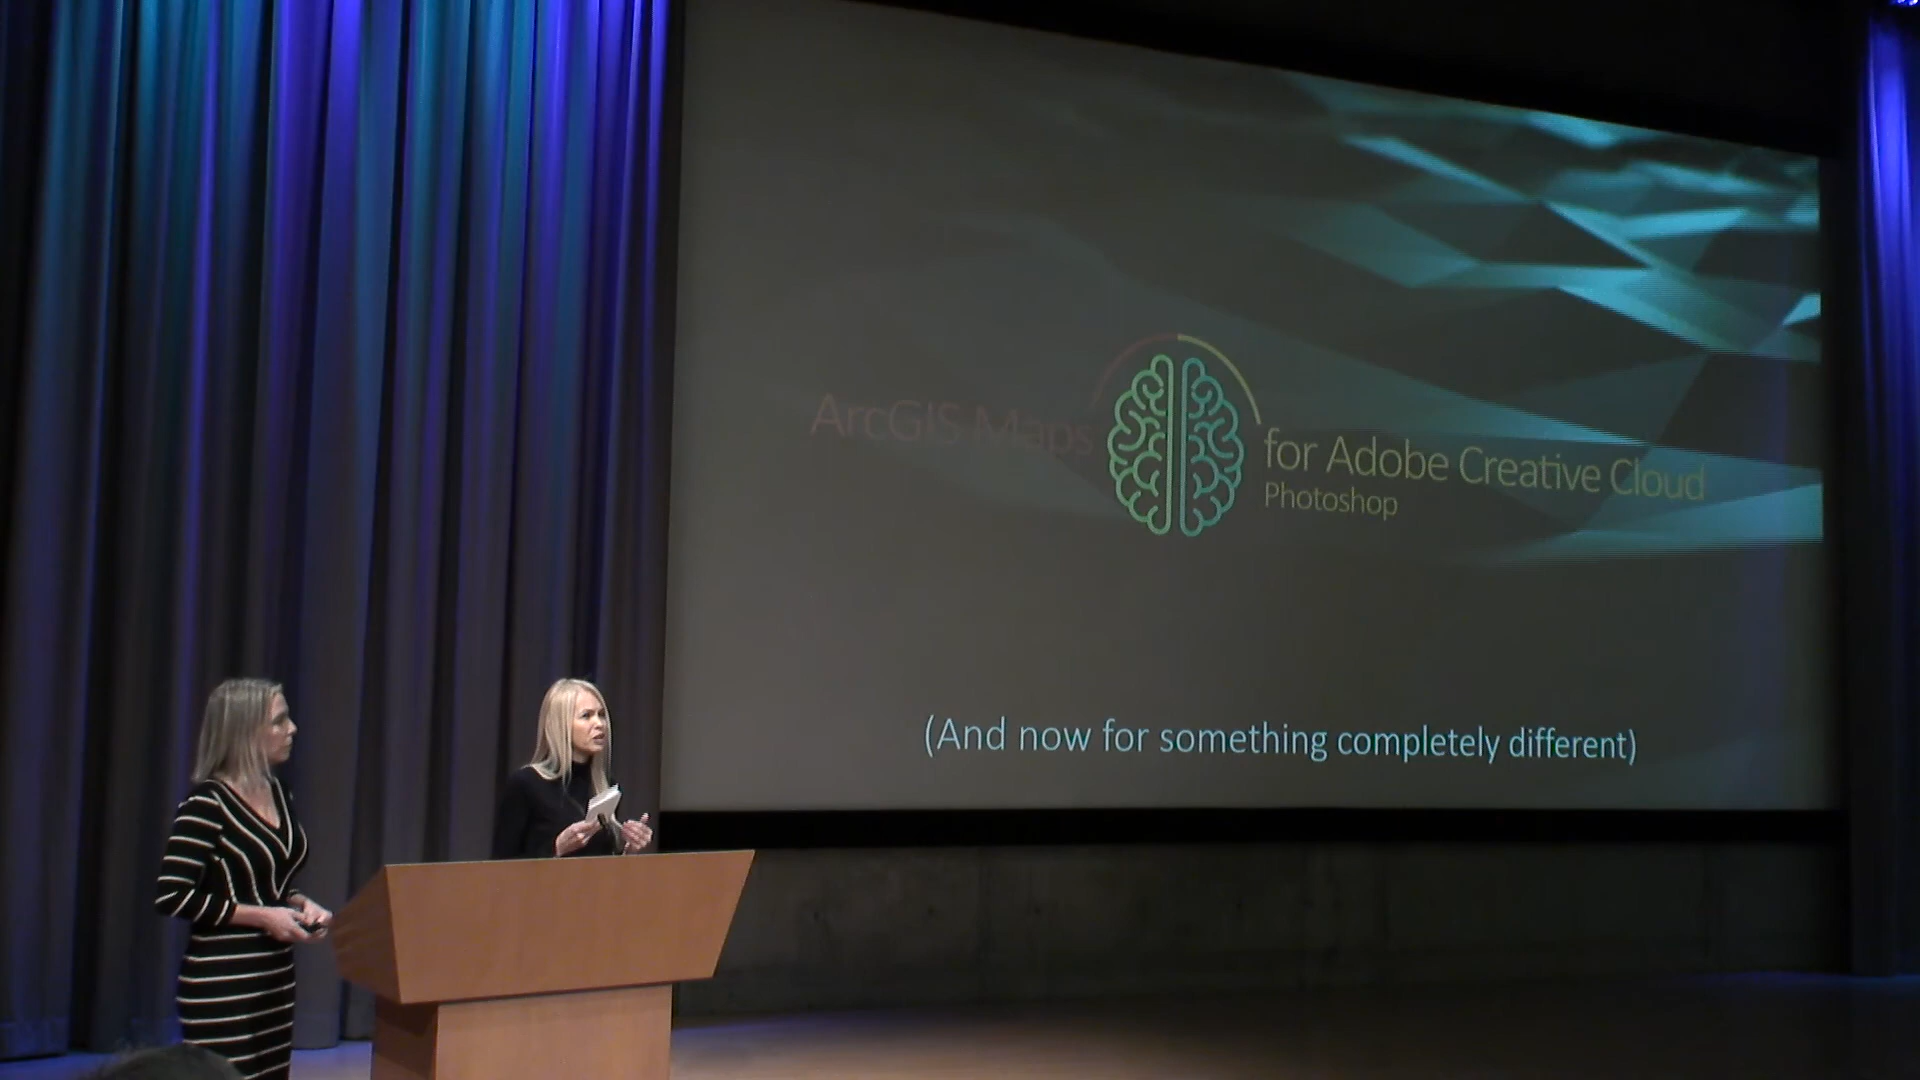 ArcGIS Maps
for Adobe Creative Cloud
Photoshop
(And now for something completely different)